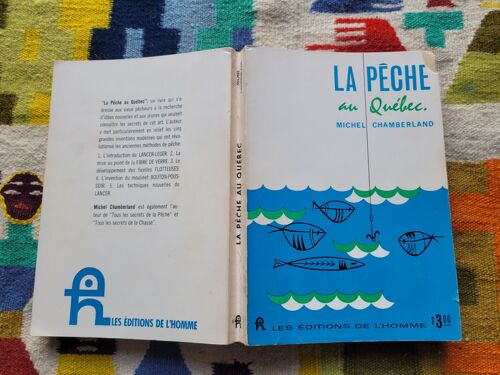 "La Pêche au Québec": un livre qui s'a-
dresse aux vieux pêcheurs à la recherche
d'idées nouvelles et aux jeunes qui veulent
connaître les secrets de cet art. L'auteur
y met particulièrement en relief les cinq
grandes inventions modernes qui ont révo-
lutionné les anciennes méthodes de pêche:
1. L'introduction du LANCER-LEGER. 2. La
mise au point de la FIBRE DE VERRE. 3. Le
développement des textiles FLOTTEUSES.
4. L'invention du moulinet BOUTON-POUS-
SOIR. 5. Les techniques nouvelles du
LANCER.
Michel Chamberland est également l'au-
teur de "Tous les secrets de la Pêche" et
"Tous les secrets de la Chasse".
LES ÉDITIONS DE L'HOMME
LA PÊCHE AU QUÉBEC
LA PÊCHE
au Québec.
MICHEL CHAMBERLAND
LES ÉDITIONS DE L'HOMME
$3.00